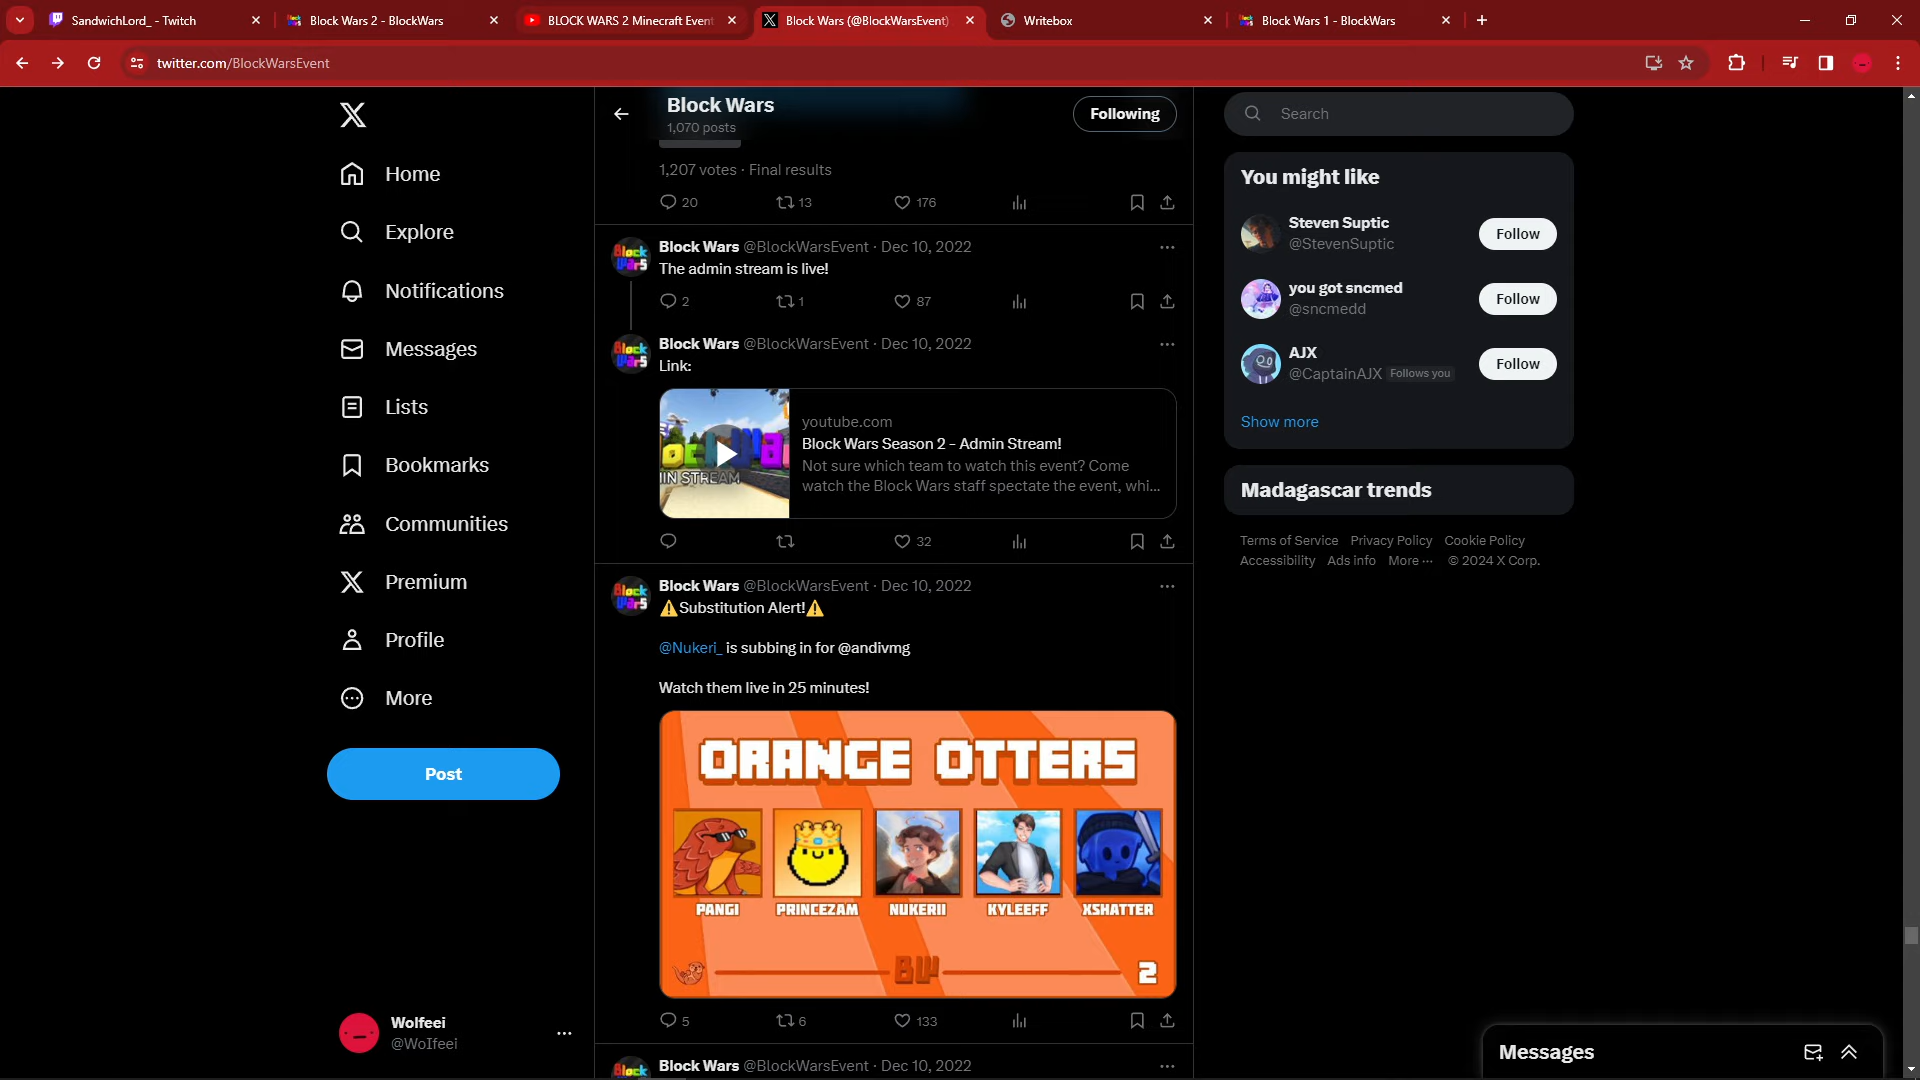 SandwichLord_ - Twitch
Block Wars 2 - BlockWars
BLOCK WARS 2 Minecraft Event
Block Wars (@BlockWarsEvent)
Writebox
Block Wars 1 - BlockWars
twitter.com/BlockWarsEvent
Home
Explore
Notifications
Messages
Lists
Bookmarks
Communities
Premium
Profile
More
Post
Wolfeei
@WoIfeei
Block Wars
1,070 posts
Following
1,207 votes · Final results
20 13 176
Block Wars @BlockWarsEvent · Dec 10, 2022
The admin stream is live!
2 1 87
Block Wars @BlockWarsEvent · Dec 10, 2022
Link:
IN STREAM
youtube.com
Block Wars Season 2 - Admin Stream!
Not sure which team to watch this event? Come
watch the Block Wars staff spectate the event, whi...
32
Block Wars @BlockWarsEvent · Dec 10, 2022
⚠️Substitution Alert!⚠️
@Nukeri_ is subbing in for @andivmg
Watch them live in 25 minutes!
ORANGE OTTERS
PANGI PRINCEZAM NUKERII KYLEEFF XSHATTER
BW
2
5 6 133
Block Wars @BlockWarsEvent · Dec 10, 2022
Search
You might like
Steven Suptic
@StevenSuptic
Follow
you got sncmed
@sncmedd
Follow
AJX
@CaptainAJX Follows you
Follow
Show more
Madagascar trends
Terms of Service Privacy Policy Cookie Policy
Accessibility Ads info More ··· © 2024 X Corp.
Messages